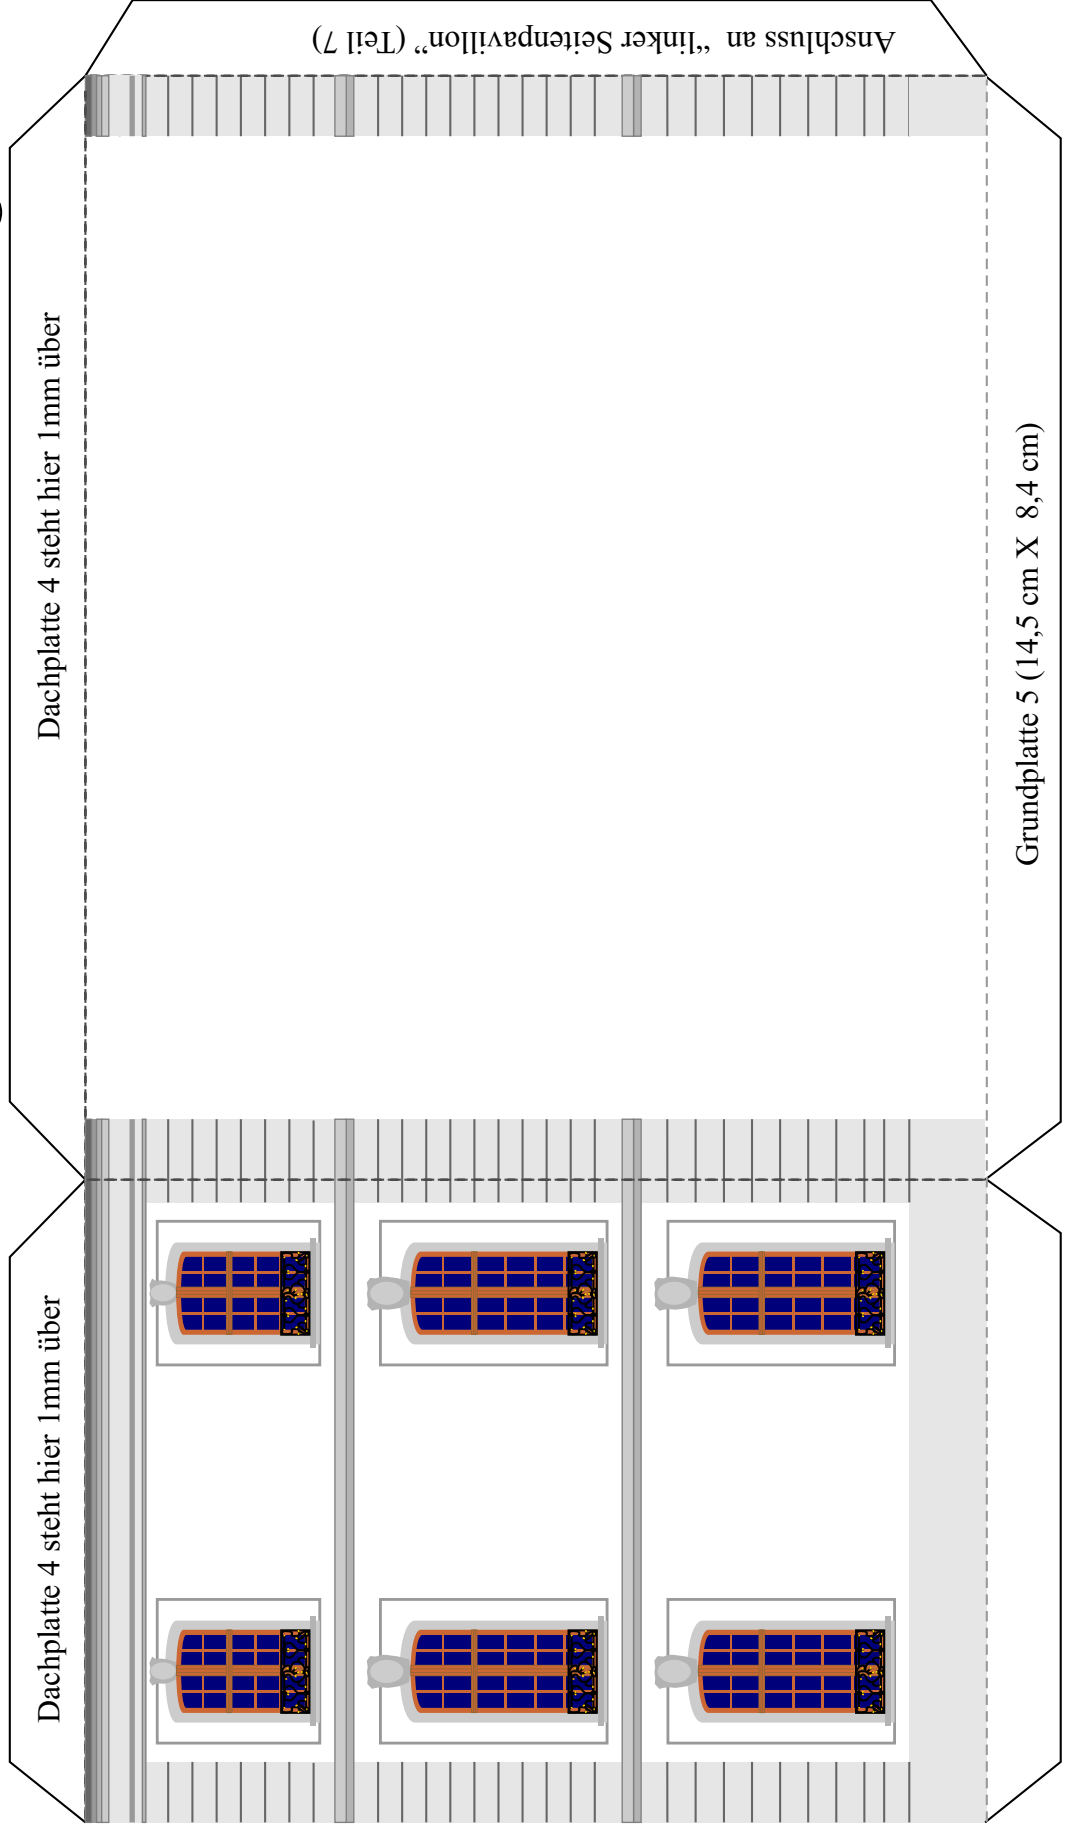 Anschluss an "linker Seitenpavillon" (Teil 7)
Dachplatte 4 steht hier 1mm über
Grundplatte 5 (14,5 cm X 8,4 cm)
Dachplatte 4 steht hier 1mm über